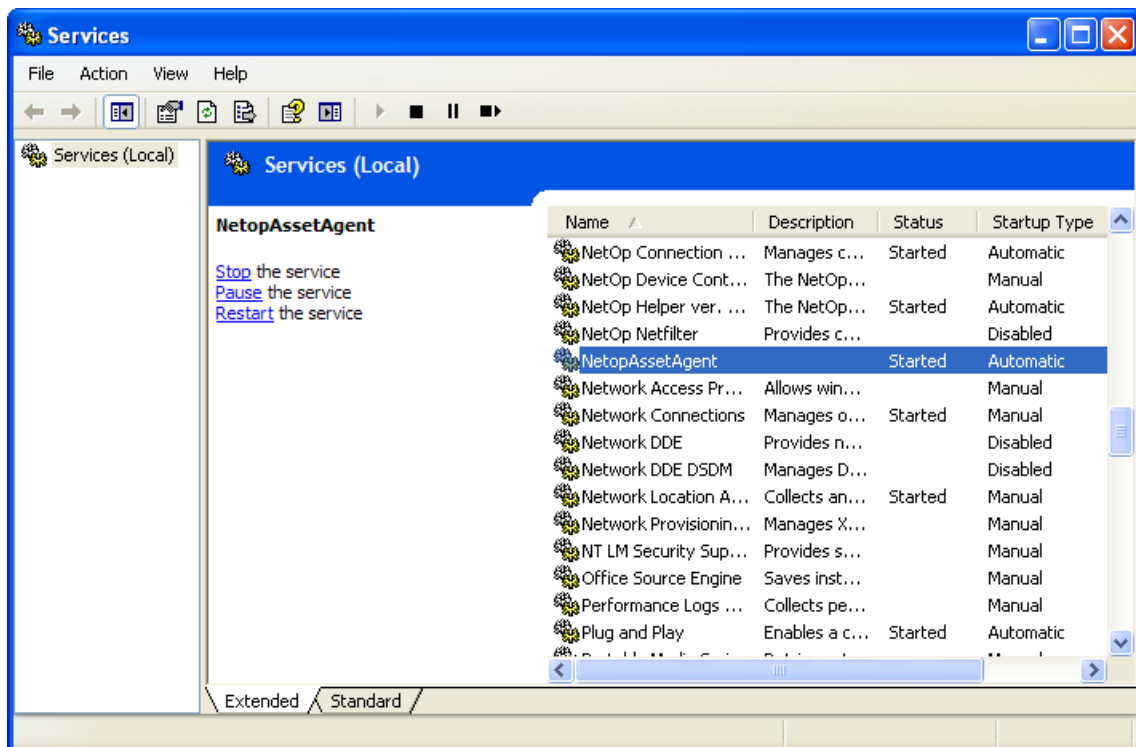 Services
File Action View Help
Services (Local)
Services (Local)
NetopAssetAgent
Stop the service
Pause the service
Restart the service
Name Description Status Startup Type
NetOp Connection ... Manages c... Started Automatic
NetOp Device Cont... The NetOp... Manual
NetOp Helper ver. ... The NetOp... Started Automatic
NetOp Netfilter Provides c... Disabled
NetopAssetAgent Started Automatic
Network Access Pr... Allows win... Manual
Network Connections Manages o... Started Manual
Network DDE Provides n... Disabled
Network DDE DSDM Manages D... Disabled
Network Location A... Collects an... Started Manual
Network Provisionin... Manages X... Manual
NT LM Security Sup... Provides s... Manual
Office Source Engine Saves inst... Manual
Performance Logs ... Collects pe... Manual
Plug and Play Enables a c... Started Automatic
Extended Standard